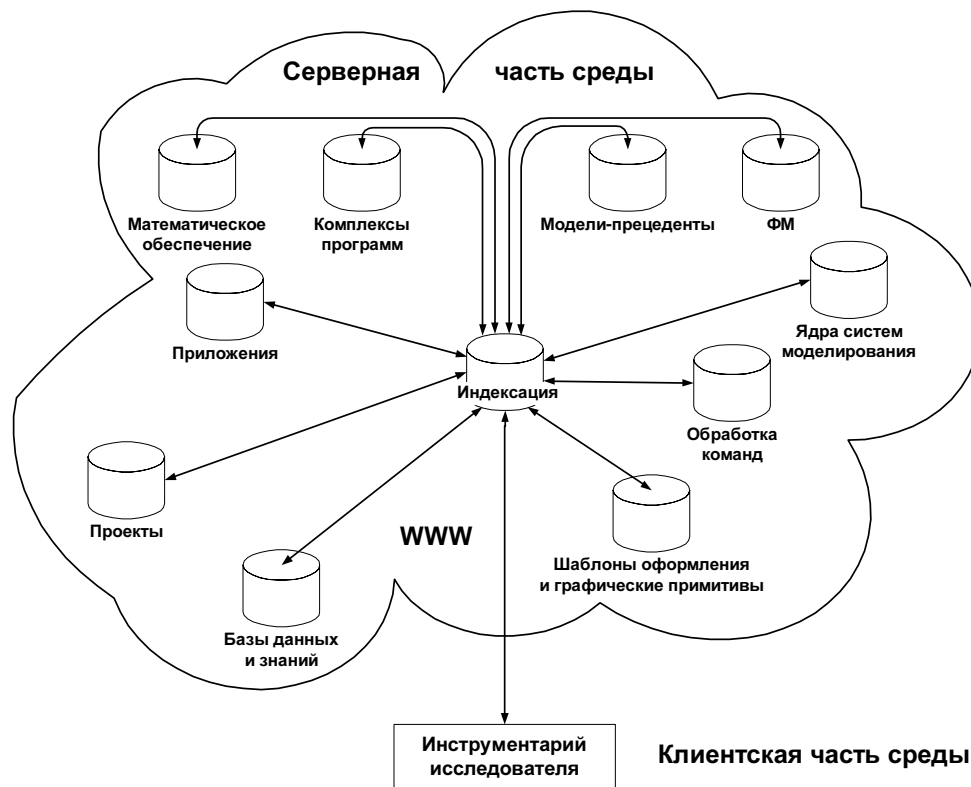 Серверная часть среды
Математическое
обеспечение
Комплексы
программ
Модели-прецеденты
ФМ
Приложения
Ядра систем
моделирования
Индексация
Обработка
команд
Проекты
WWW
Шаблоны оформления
и графические примитивы
Базы данных
и знаний
Инструментарий
исследователя
Клиентская часть среды